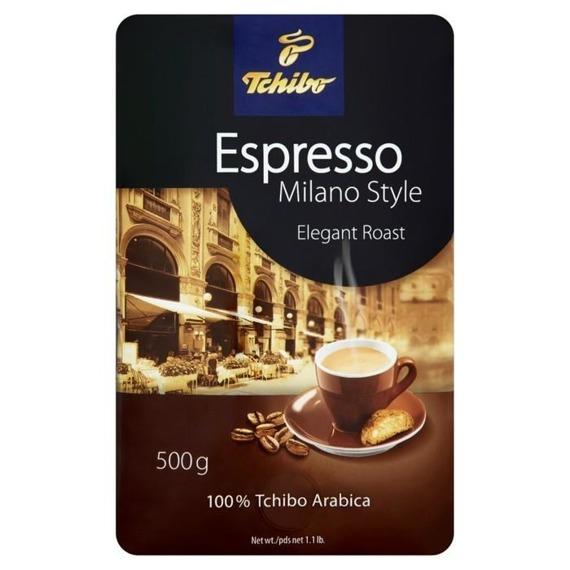 Tchibo
Espresso
Milano Style
Elegant Roast
500g
100% Tchibo Arabica
Net wt./pds net 1.1 lb.